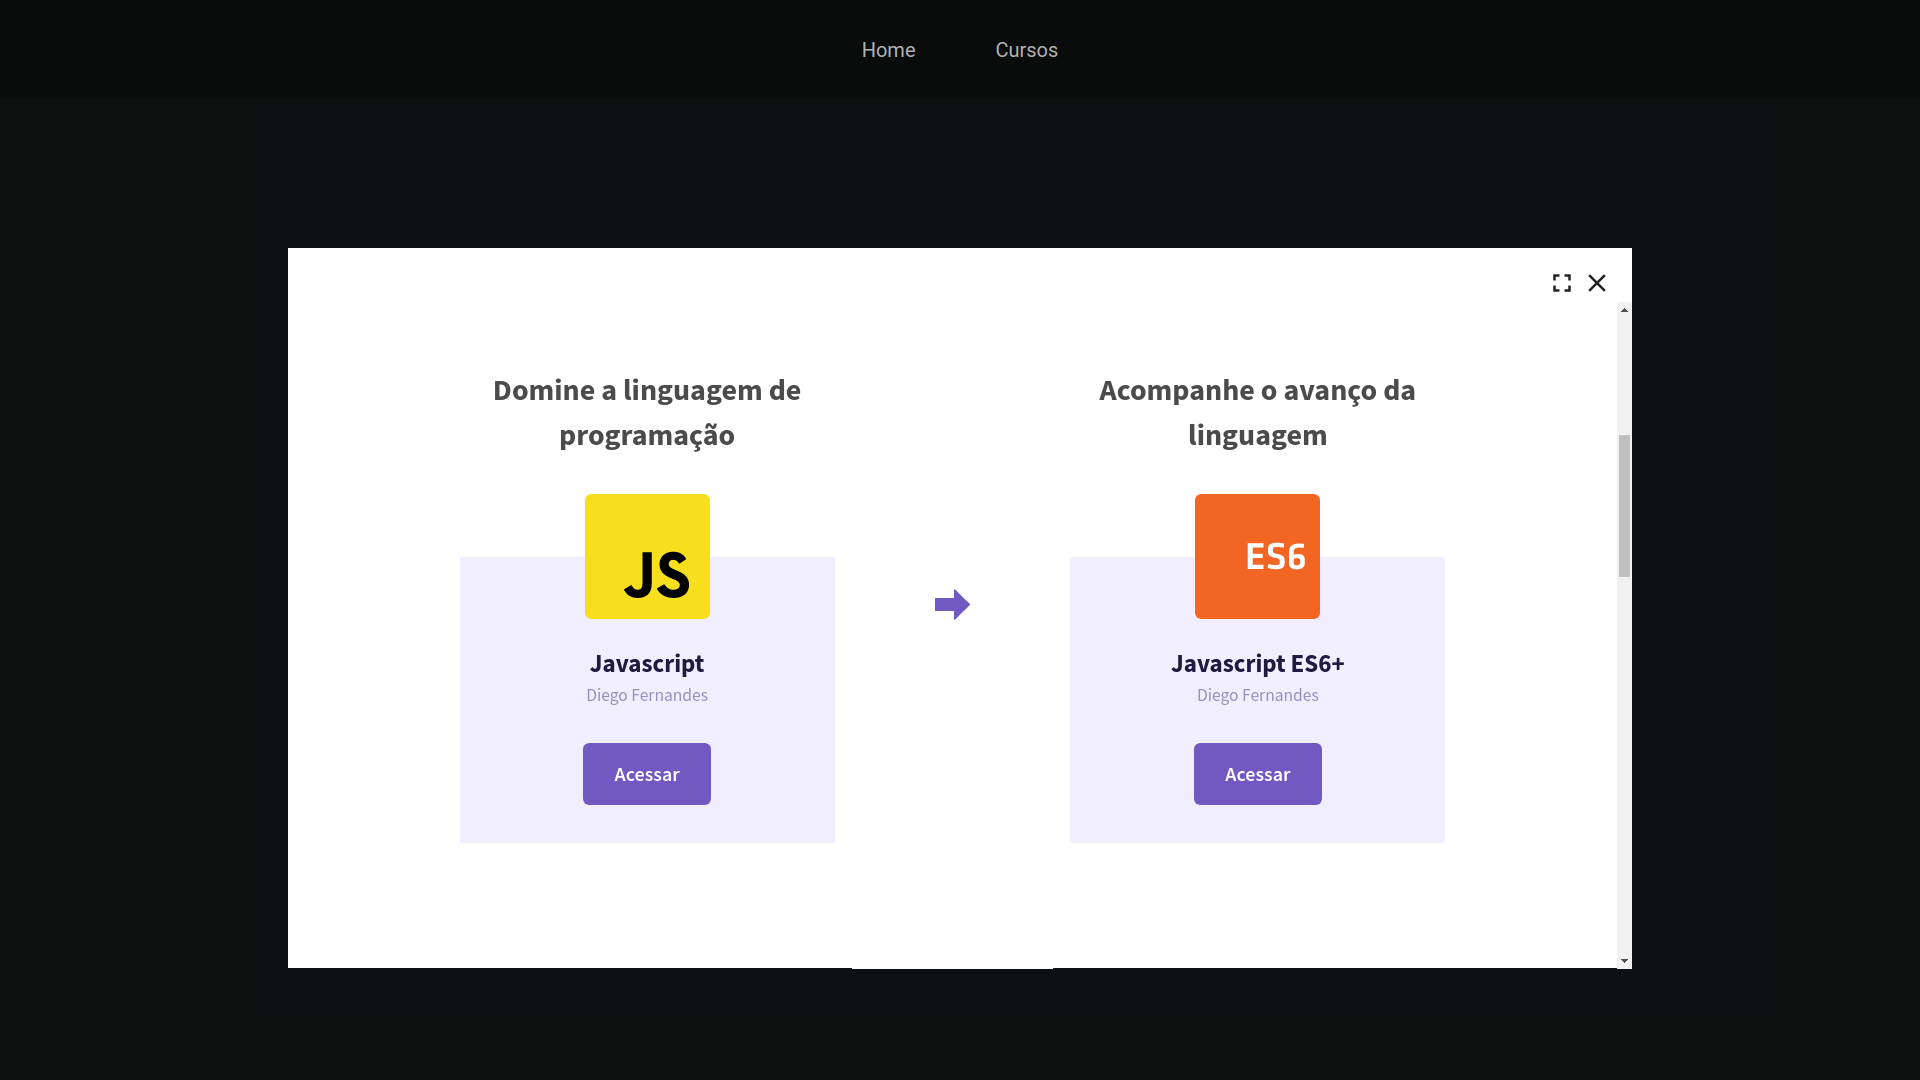 Home
Cursos
Domine a linguagem de
programação
JS
Javascript
Diego Fernandes
Acessar
Acompanhe o avanço da
linguagem
ES6
Javascript ES6+
Diego Fernandes
Acessar